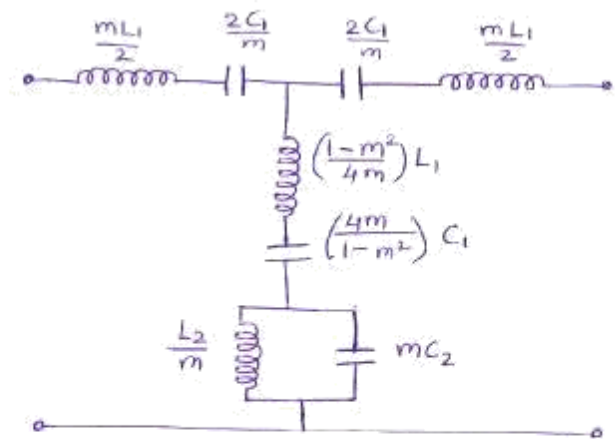 mL₁/2
2C₁/m
2C₁/m
mL₁/2
((1-m²)/4m) L₁
(4m/(1-m²)) C₁
L₂/m
mC₂